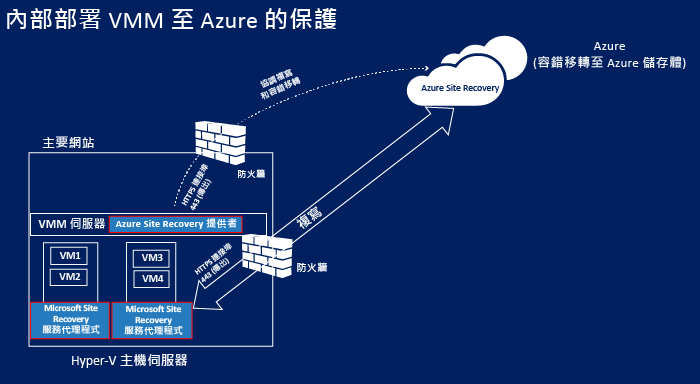 內部部署 VMM 至 Azure 的保護
Azure
(容錯移轉至 Azure 儲存體)
協調複寫
和容錯移轉
Azure Site Recovery
主要網站
防火牆
HTTPS 連接埠
443 (傳出)
VMM 伺服器
Azure Site Recovery 提供者
複寫
VM1
VM2
VM3
VM4
HTTPS 連接埠
443 (傳出)
防火牆
Microsoft Site
Recovery
服務代理程式
Microsoft Site
Recovery
服務代理程式
Hyper-V 主機伺服器